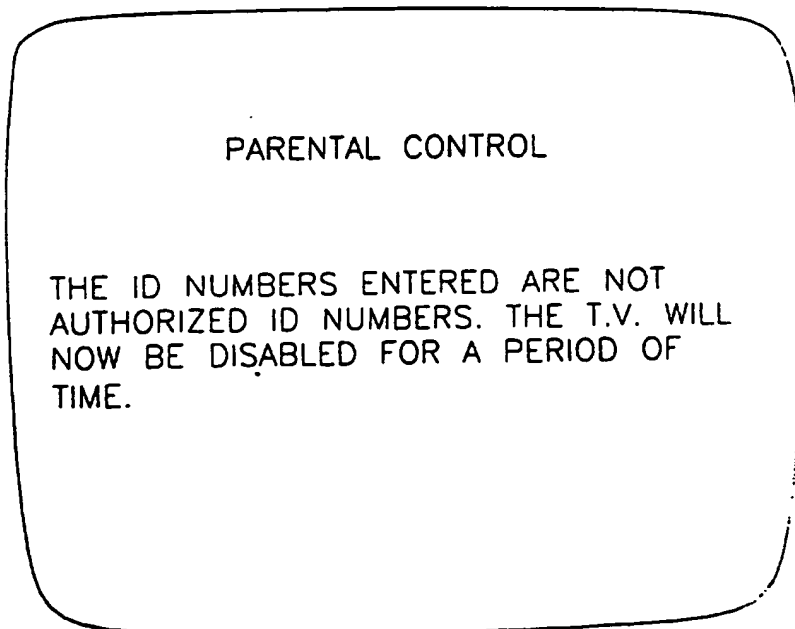 PARENTAL CONTROL
THE ID NUMBERS ENTERED ARE NOT
AUTHORIZED ID NUMBERS. THE T.V. WILL
NOW BE DISABLED FOR A PERIOD OF
TIME.